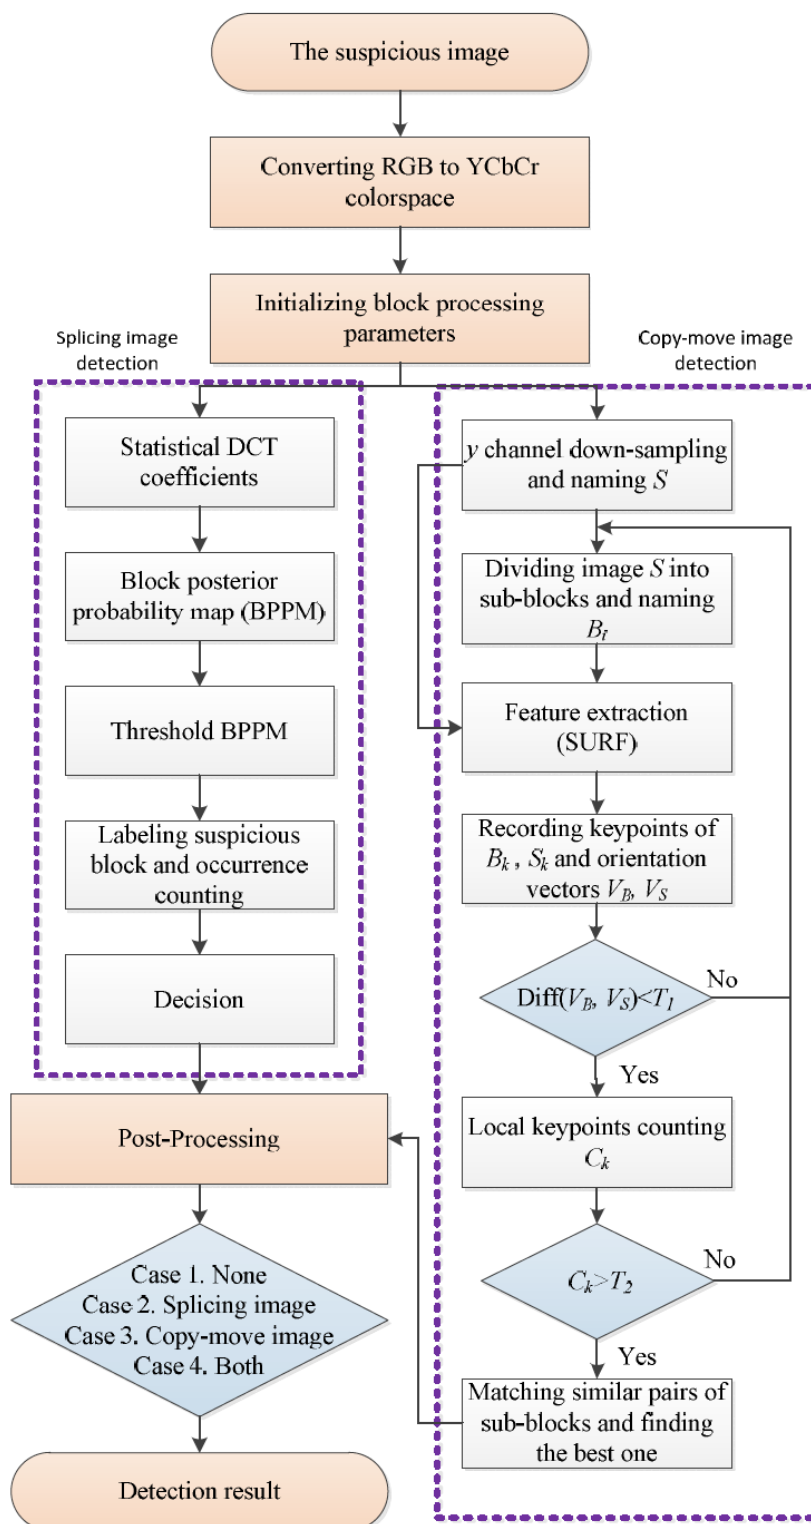 The suspicious image
Converting RGB to YCbCr
colorspace
Initializing block processing
parameters
Splicing image
detection
Statistical DCT
coefficients
Block posterior
probability map (BPPM)
Threshold BPPM
Labeling suspicious
block and occurrence
counting
Decision
Copy-move image
detection
y channel down-sampling
and naming S
Dividing image S into
sub-blocks and naming
Bᵢ
Feature extraction
(SURF)
Recording keypoints of
Bₖ , Sₖ and orientation
vectors V_B, V_S
Diff(V_B, V_S)<T₁
No
Yes
Local keypoints counting
Cₖ
Cₖ>T₂
No
Yes
Matching similar pairs of
sub-blocks and finding
the best one
Post-Processing
Case 1. None
Case 2. Splicing image
Case 3. Copy-move image
Case 4. Both
Detection result